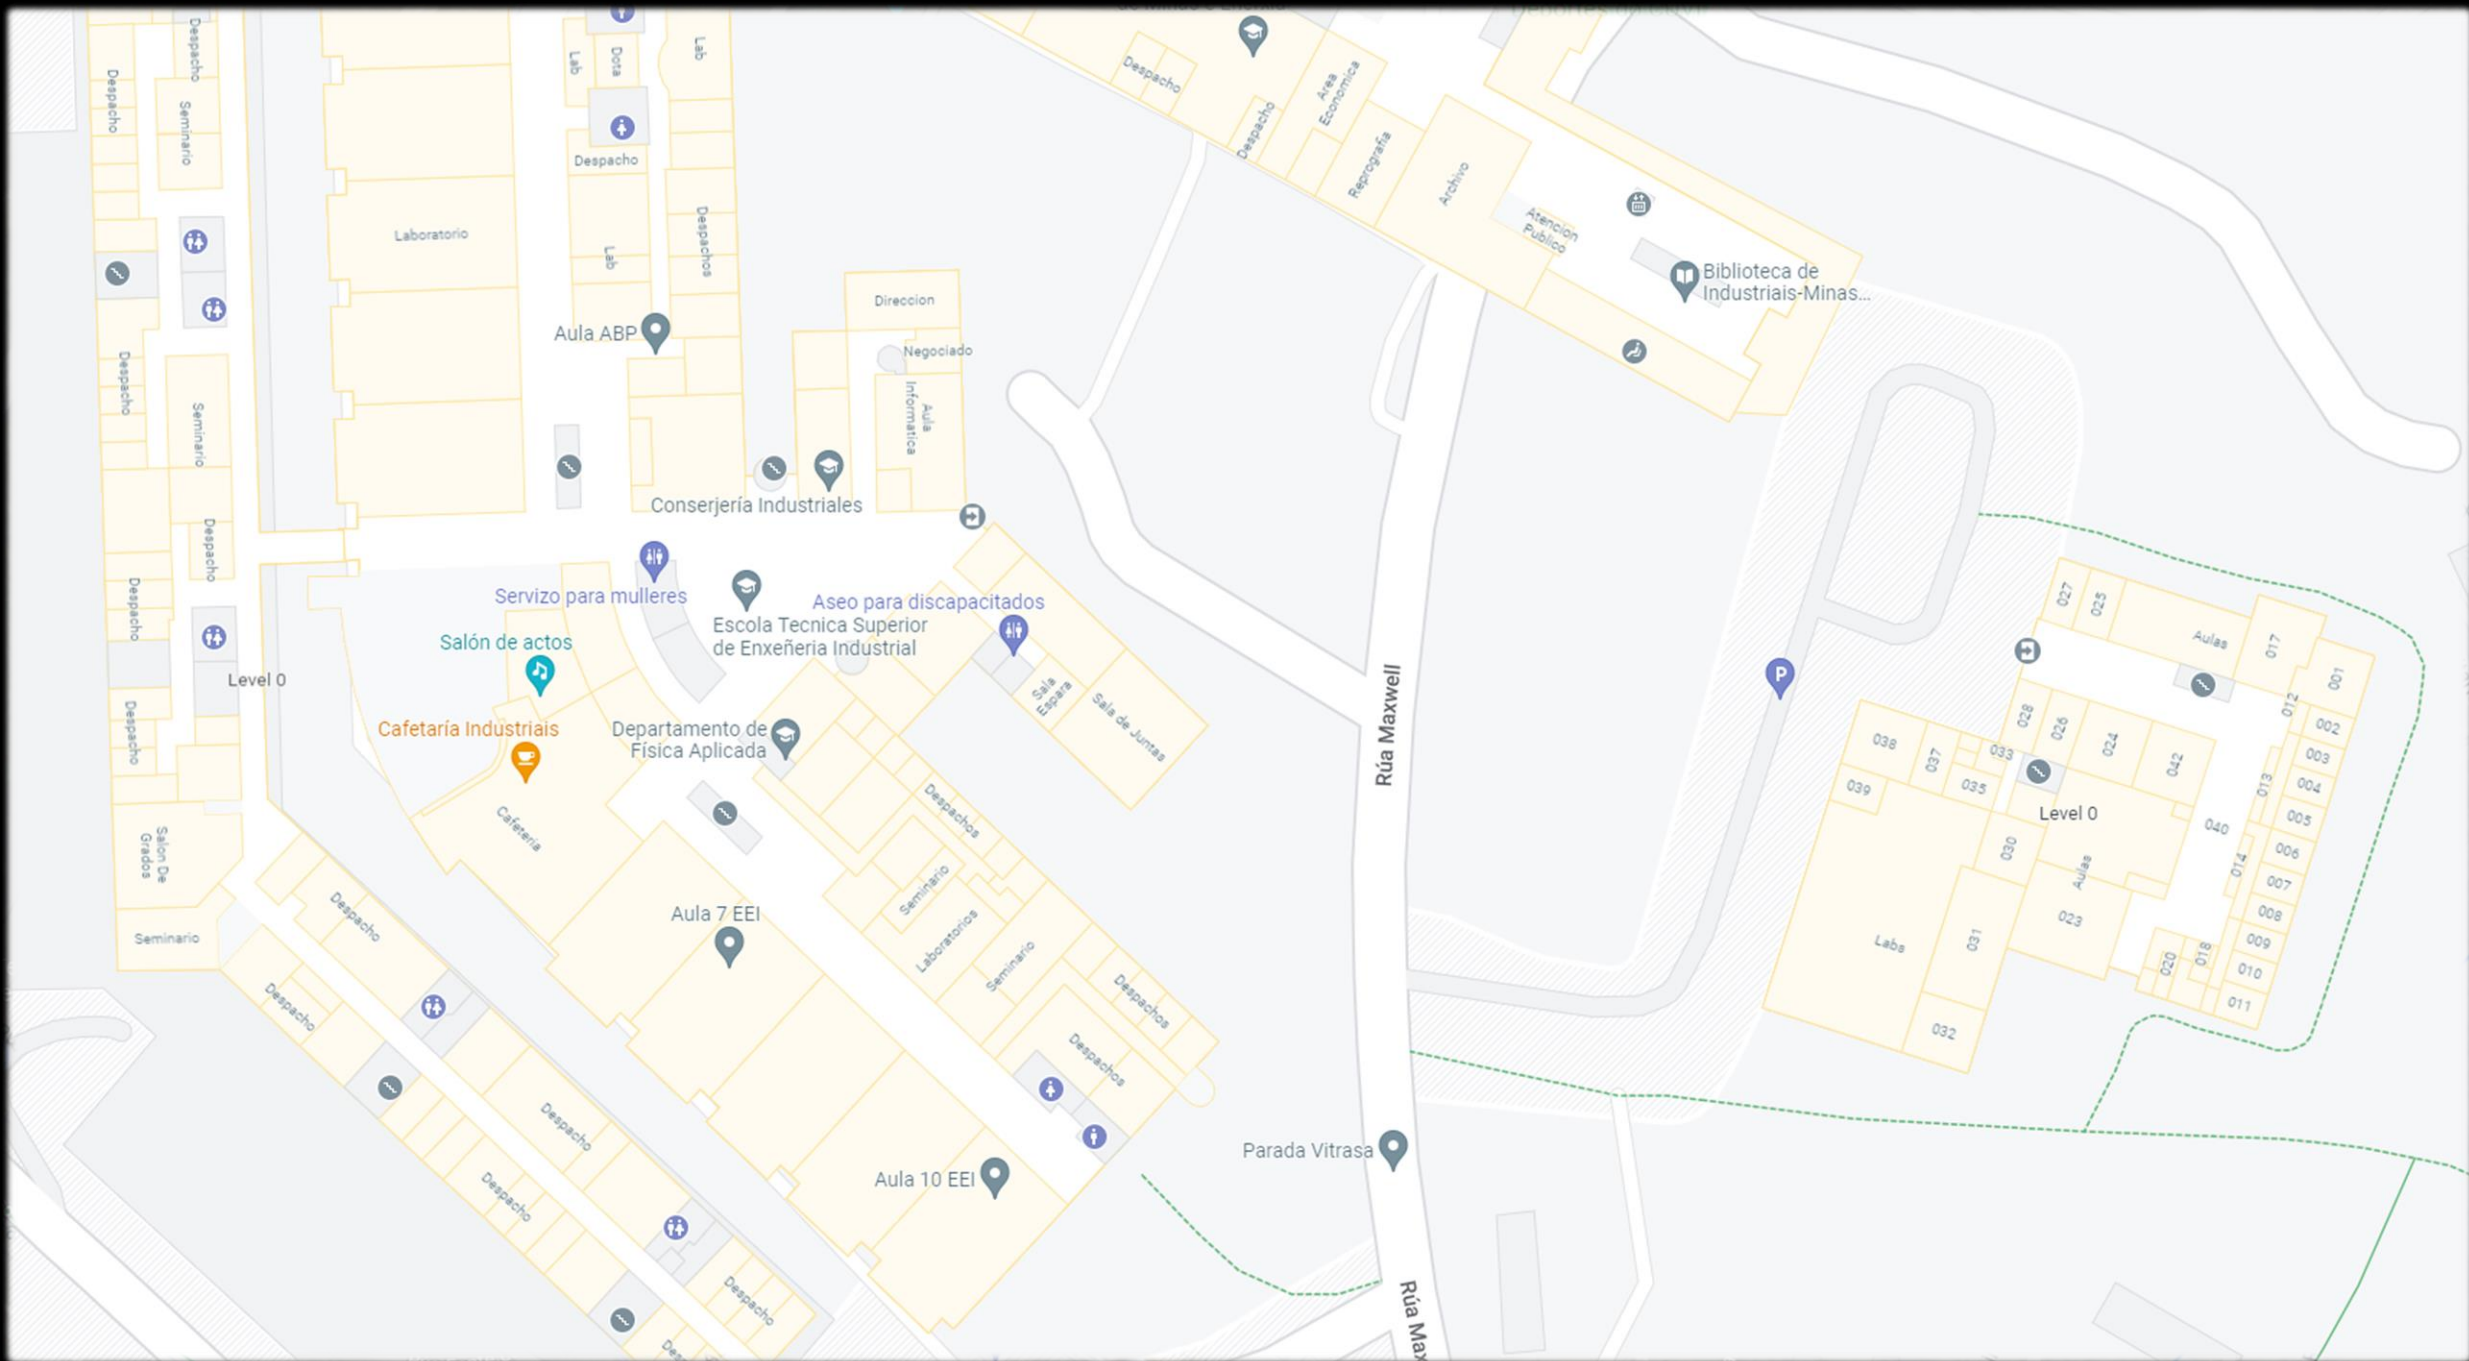 Despacho
Despacho
Seminario
Lab
Dota
Lab
Despacho
Despacho
Despacho
Area
Economica
Reprografia
Archivo
Atencion
Publico
Biblioteca de
Industriais-Minas...
Laboratorio
Lab
Despachos
Direccion
Negociado
Aula
Informatica
Aula ABP
Despacho
Seminario
Conserjería Industriales
Despacho
Despacho
Servizo para mulleres
Aseo para discapacitados
Escola Tecnica Superior
de Enxeñeria Industrial
Salón de actos
Level 0
Sala
Espara
Sala de Juntas
Despacho
Cafetaría Industriais
Departamento de
Física Aplicada
Rúa Maxwell
P
027
025
Aulas
017
001
012
002
028
026
024
042
003
013
004
038
037
033
035
039
Level 0
040
005
014
006
030
Aulas
007
023
008
Labs
031
009
020
018
010
011
032
Salon De
Grados
Cafeteria
Despachos
Seminario
Despacho
Seminario
Aula 7 EEI
Laboratorios
Seminario
Despachos
Despacho
Despachos
Despacho
Despacho
Aula 10 EEI
Parada Vitrasa
Despacho
Rúa Max